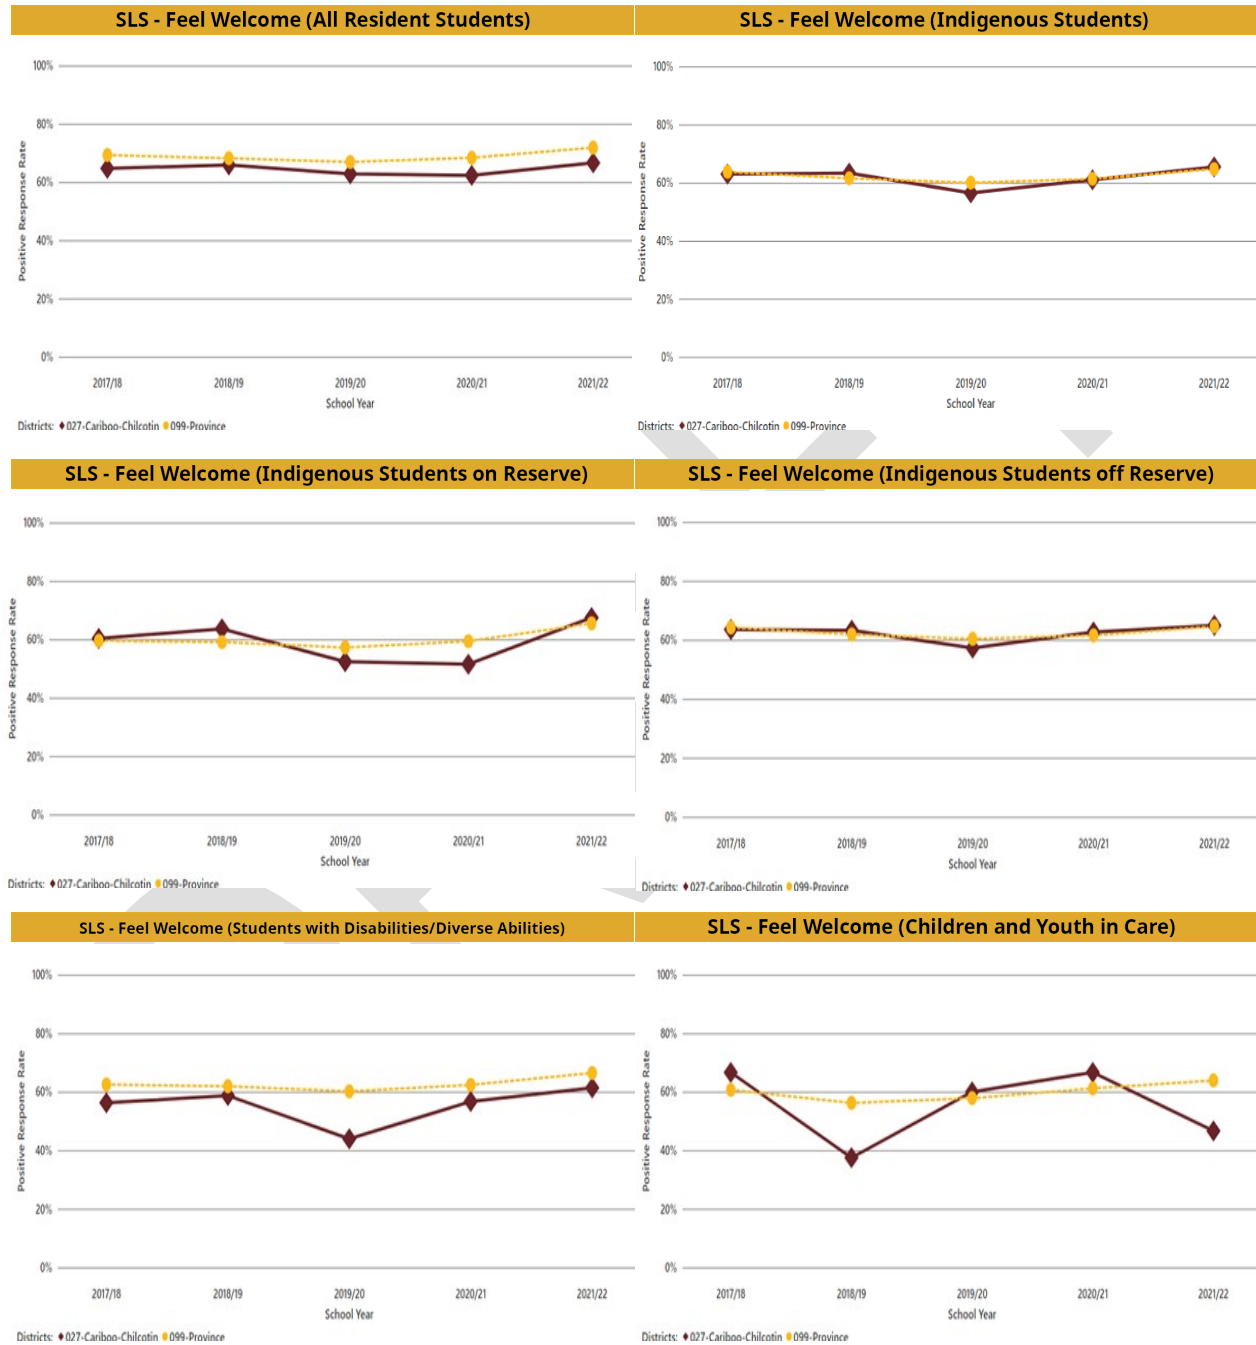 SLS - Feel Welcome (All Resident Students)
100%
80%
60%
40%
20%
0%
Positive Response Rate
2017/18 2018/19 2019/20 2020/21 2021/22
School Year
Districts: 027-Cariboo-Chilcotin 099-Province
SLS - Feel Welcome (Indigenous Students)
100%
80%
60%
40%
20%
0%
Positive Response Rate
2017/18 2018/19 2019/20 2020/21 2021/22
School Year
Districts: 027-Cariboo-Chilcotin 099-Province
SLS - Feel Welcome (Indigenous Students on Reserve)
100%
80%
60%
40%
20%
0%
Positive Response Rate
2017/18 2018/19 2019/20 2020/21 2021/22
School Year
Districts: 027-Cariboo-Chilcotin 099-Province
SLS - Feel Welcome (Indigenous Students off Reserve)
100%
80%
60%
40%
20%
0%
Positive Response Rate
2017/18 2018/19 2019/20 2020/21 2021/22
School Year
Districts: 027-Cariboo-Chilcotin 099-Province
SLS - Feel Welcome (Students with Disabilities/Diverse Abilities)
100%
80%
60%
40%
20%
0%
Positive Response Rate
2017/18 2018/19 2019/20 2020/21 2021/22
School Year
Districts: 027-Cariboo-Chilcotin 099-Province
SLS - Feel Welcome (Children and Youth in Care)
100%
80%
60%
40%
20%
0%
Positive Response Rate
2017/18 2018/19 2019/20 2020/21 2021/22
School Year
Districts: 027-Cariboo-Chilcotin 099-Province